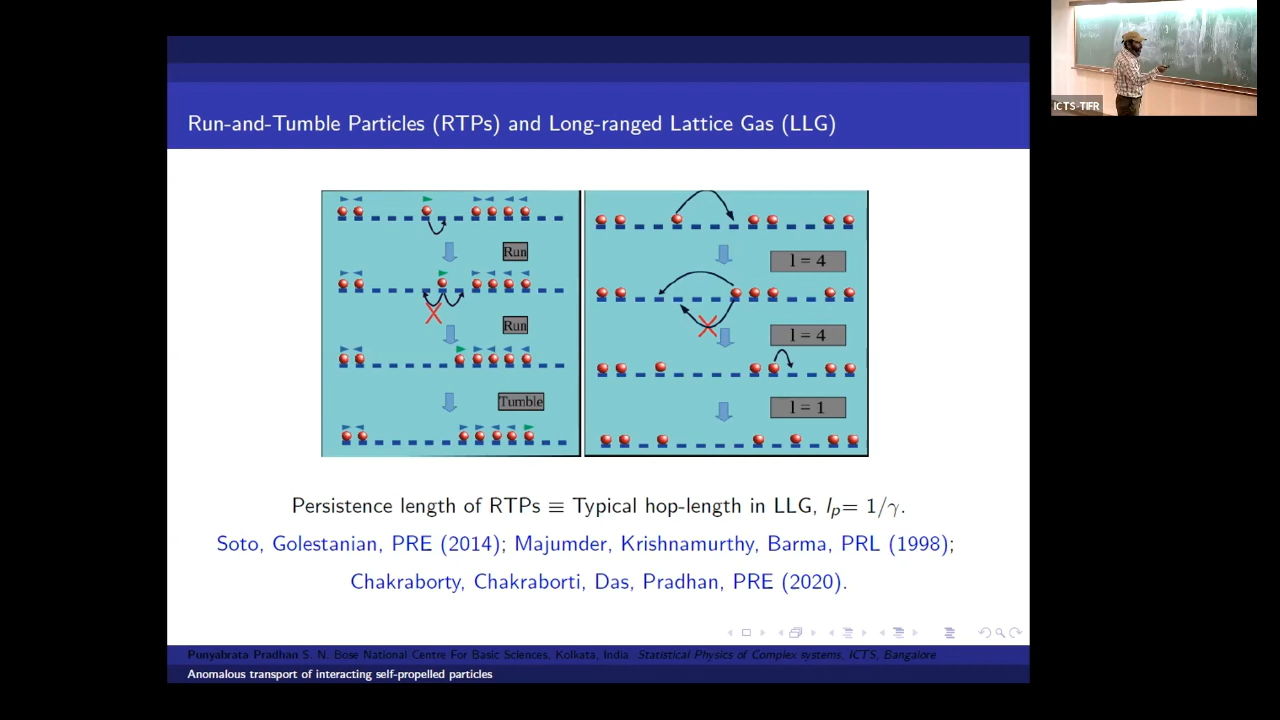 Run-and-Tumble Particles (RTPs) and Long-ranged Lattice Gas (LLG)
Run
Run
Tumble
l = 4
l = 4
l = 1
Persistence length of RTPs ≡ Typical hop-length in LLG, lₚ= 1/γ.
Soto, Golestanian, PRE (2014); Majumder, Krishnamurthy, Barma, PRL (1998);
Chakraborty, Chakraborti, Das, Pradhan, PRE (2020).
Punyabrata Pradhan S. N. Bose National Centre For Basic Sciences, Kolkata, India Statistical Physics of Complex systems, ICTS, Bangalore
Anomalous transport of interacting self-propelled particles
ICTS-TIFR